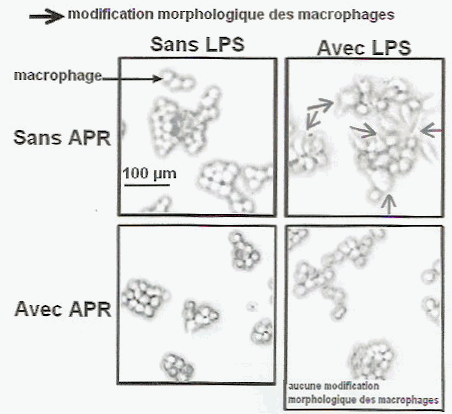 modification morphologique des macrophages
Sans LPS
Avec LPS
macrophage
Sans APR
100 µm
Avec APR
aucune modification
morphologique des macrophages